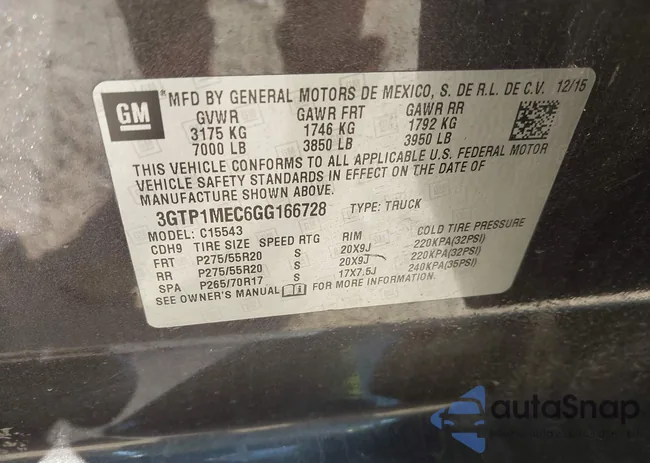 GM ®MFD BY GENERAL MOTORS DE MEXICO, S. DE R.L. DE C.V. 12/15
GVWR GAWR FRT GAWR RR
3175 KG 1746 KG 1792 KG
7000 LB 3850 LB 3950 LB
THIS VEHICLE CONFORMS TO ALL APPLICABLE U.S. FEDERAL MOTOR
VEHICLE SAFETY STANDARDS IN EFFECT ON THE DATE OF
MANUFACTURE SHOWN ABOVE.
3GTP1MEC6GG166728 TYPE: TRUCK
MODEL: C15543
CDH9 TIRE SIZE SPEED RTG RIM COLD TIRE PRESSURE
FRT P275/55R20 S 20X9J 220KPA(32PSI)
RR P275/55R20 S 20X9J 220KPA(32PSI)
SPA P265/70R17 S 17X7.5J 240KPA(35PSI)
SEE OWNER'S MANUAL FOR MORE INFORMATION.
autoSnap